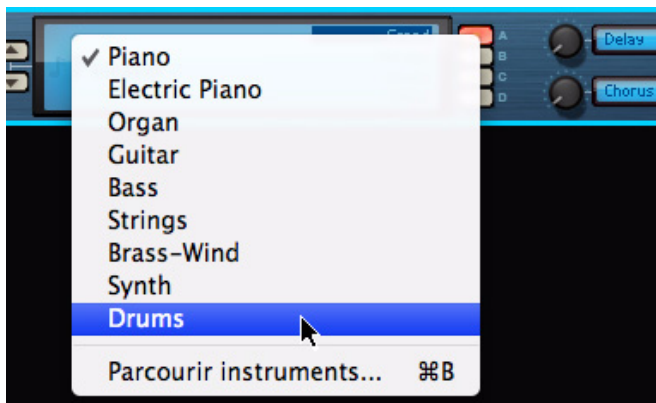 ✓ Piano
Electric Piano
Organ
Guitar
Bass
Strings
Brass-Wind
Synth
Drums
Parcourir instruments... ⌘B
A
B
C
D
Delay
Chorus